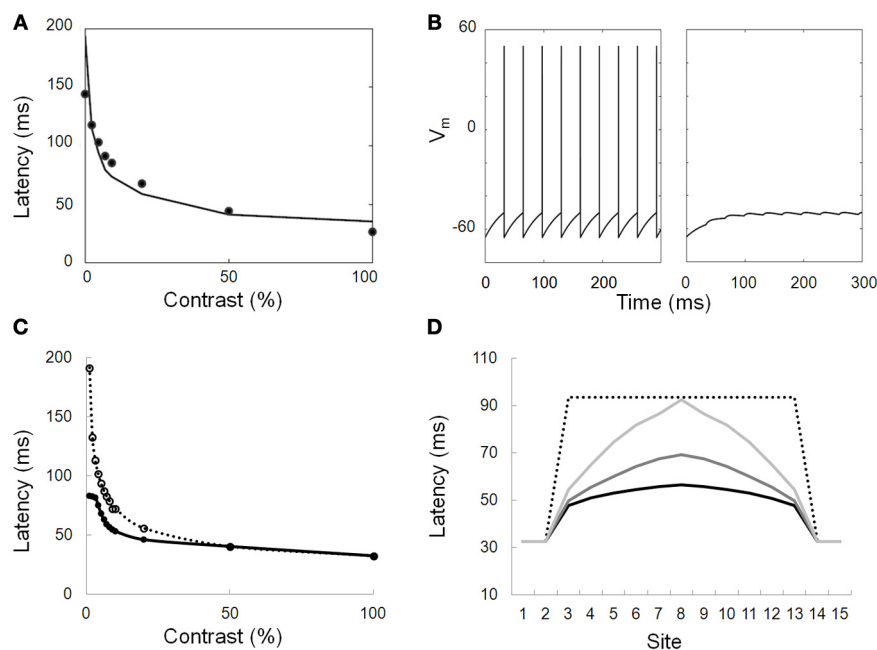 A
200
150
100
50
0
Latency (ms)
0 50 100
Contrast (%)
B
60
0
-60
Vm
0 100 200
0 100 200 300
Time (ms)
C
200
150
100
50
0
Latency (ms)
0 50 100
Contrast (%)
D
110
90
70
50
30
10
Latency (ms)
1 2 3 4 5 6 7 8 9 10 11 12 13 14 15
Site